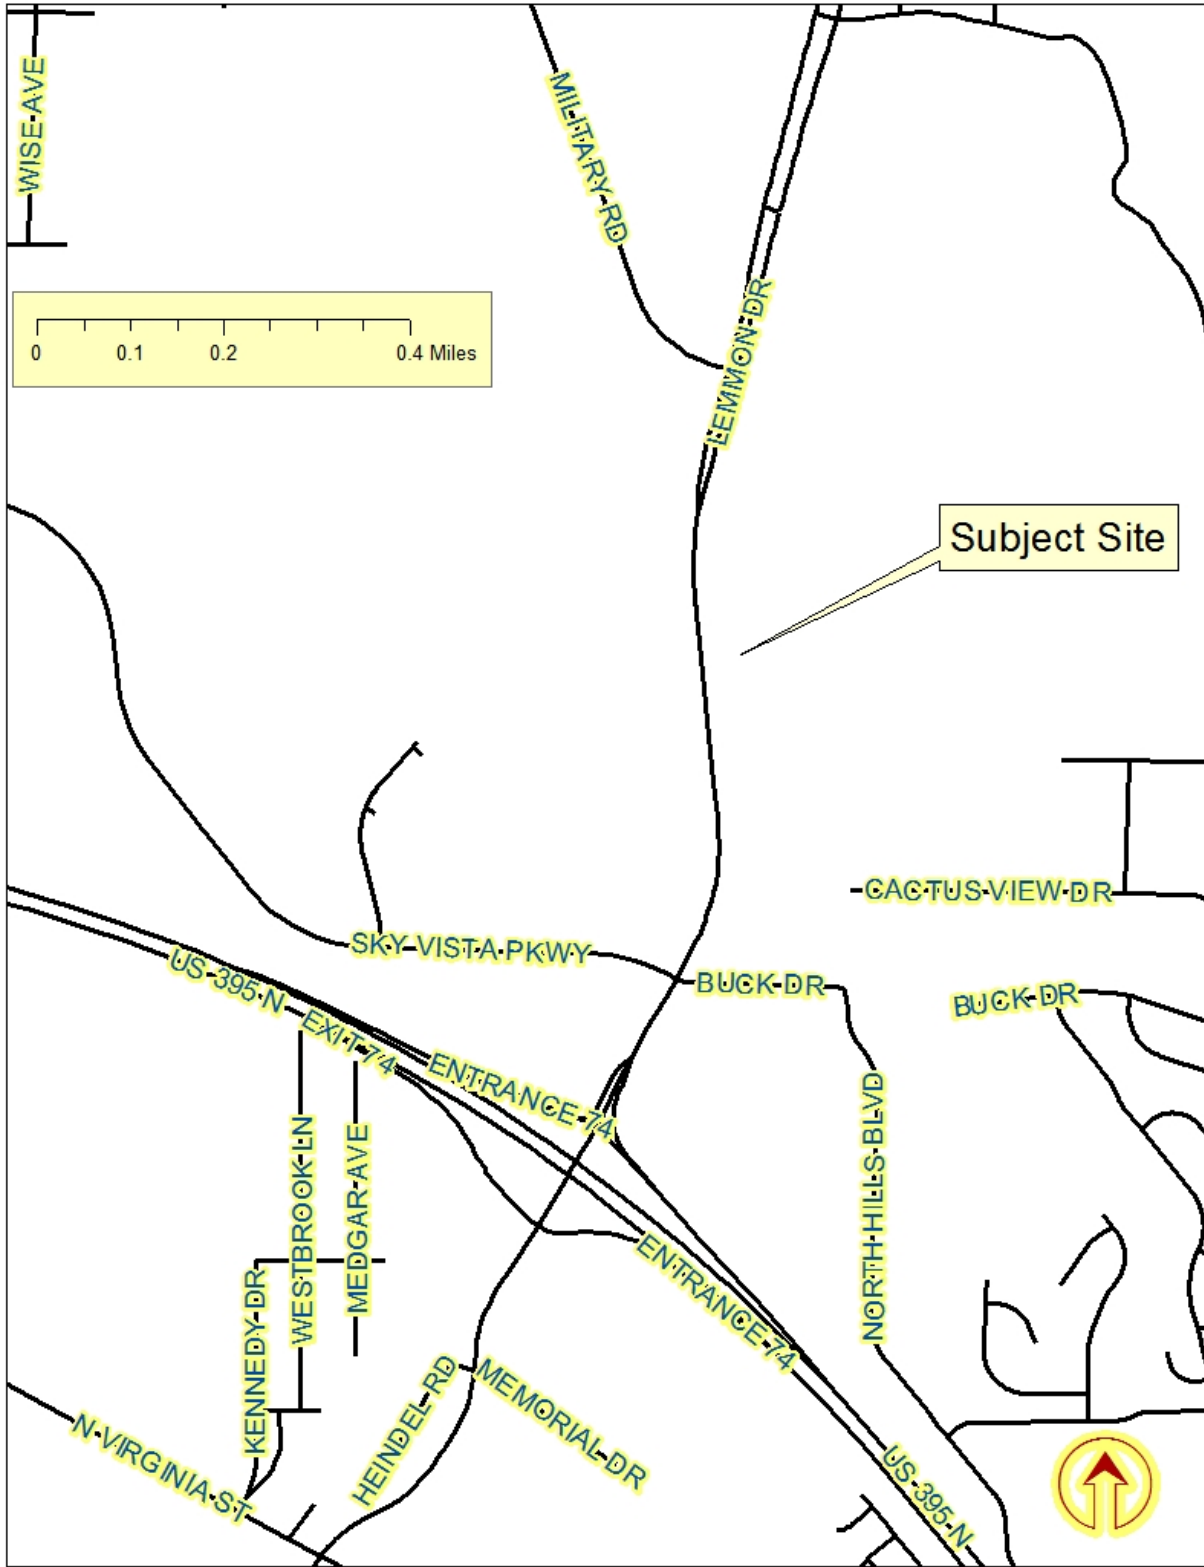 WISE AVE
MILITARY RD
LEMMON DR
0 0.1 0.2 0.4 Miles
Subject Site
CACTUS VIEW DR
SKY VISTA PKWY
BUCK DR
BUCK DR
US 395 N
EXIT 74
ENTRANCE 74
WESTBROOK LN
MEDGAR AVE
NORTH HILLS BLVD
ENTRANCE 74
KENNEDY DR
HEINDEL RD
MEMORIAL DR
N VIRGINIA ST
US 395 N